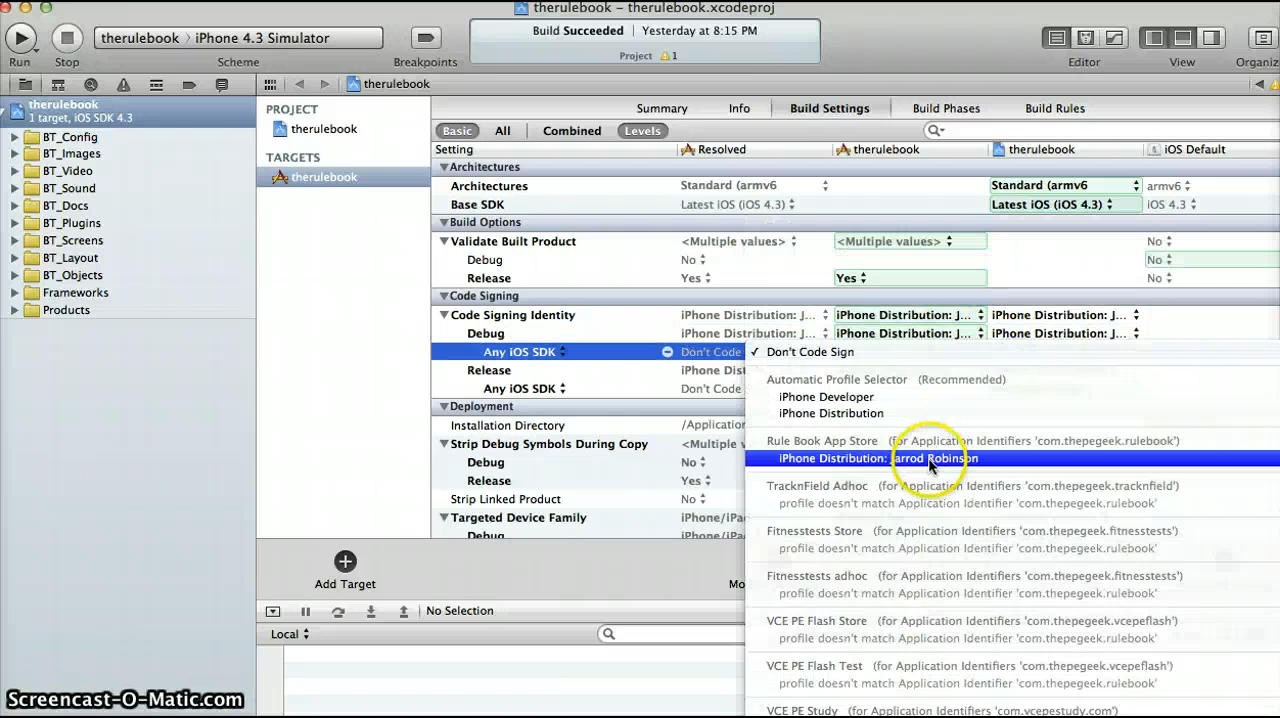 therulebook – therulebook.xcodeproj
therulebook › iPhone 4.3 Simulator
Build Succeeded | Yesterday at 8:15 PM
Project 1
Run Stop Scheme Breakpoints Editor View Organiz
therulebook
therulebook
1 target, iOS SDK 4.3
BT_Config
BT_Images
BT_Video
BT_Sound
BT_Docs
BT_Plugins
BT_Screens
BT_Layout
BT_Objects
Frameworks
Products
PROJECT
therulebook
TARGETS
therulebook
Add Target
Summary Info Build Settings Build Phases Build Rules
Basic All Combined Levels
Setting Resolved therulebook therulebook iOS Default
Architectures
Architectures Standard (armv6 Standard (armv6 armv6
Base SDK Latest iOS (iOS 4.3) Latest iOS (iOS 4.3) iOS 4.3
Build Options
Validate Built Product <Multiple values> <Multiple values> No
Debug No No
Release Yes Yes No
Code Signing
Code Signing Identity iPhone Distribution: J... iPhone Distribution: J... iPhone Distribution: J...
Debug iPhone Distribution: J... iPhone Distribution: J... iPhone Distribution: J...
Any iOS SDK Don't Code
Release iPhone Dist
Any iOS SDK Don't Code
Deployment
Installation Directory /Application
Strip Debug Symbols During Copy <Multiple
Debug No
Release Yes
Strip Linked Product Yes
Targeted Device Family iPhone/iPa
Debug iPhone/iPa
Mo
Don't Code Sign
Automatic Profile Selector (Recommended)
iPhone Developer
iPhone Distribution
Rule Book App Store (for Application Identifiers 'com.thepegeek.rulebook')
iPhone Distribution: Jarrod Robinson
TracknField Adhoc (for Application Identifiers 'com.thepegeek.tracknfield')
profile doesn't match Application Identifier 'com.thepegeek.rulebook'
Fitnesstests Store (for Application Identifiers 'com.thepegeek.fitnesstests')
profile doesn't match Application Identifier 'com.thepegeek.rulebook'
Fitnesstests adhoc (for Application Identifiers 'com.thepegeek.fitnesstests')
profile doesn't match Application Identifier 'com.thepegeek.rulebook'
VCE PE Flash Store (for Application Identifiers 'com.thepegeek.vcepeflash')
profile doesn't match Application Identifier 'com.thepegeek.rulebook'
VCE PE Flash Test (for Application Identifiers 'com.thepegeek.vcepeflash')
profile doesn't match Application Identifier 'com.thepegeek.rulebook'
VCE PE Study (for Application Identifiers 'com.vcepestudy.com')
No Selection
Local
Screencast-O-Matic.com